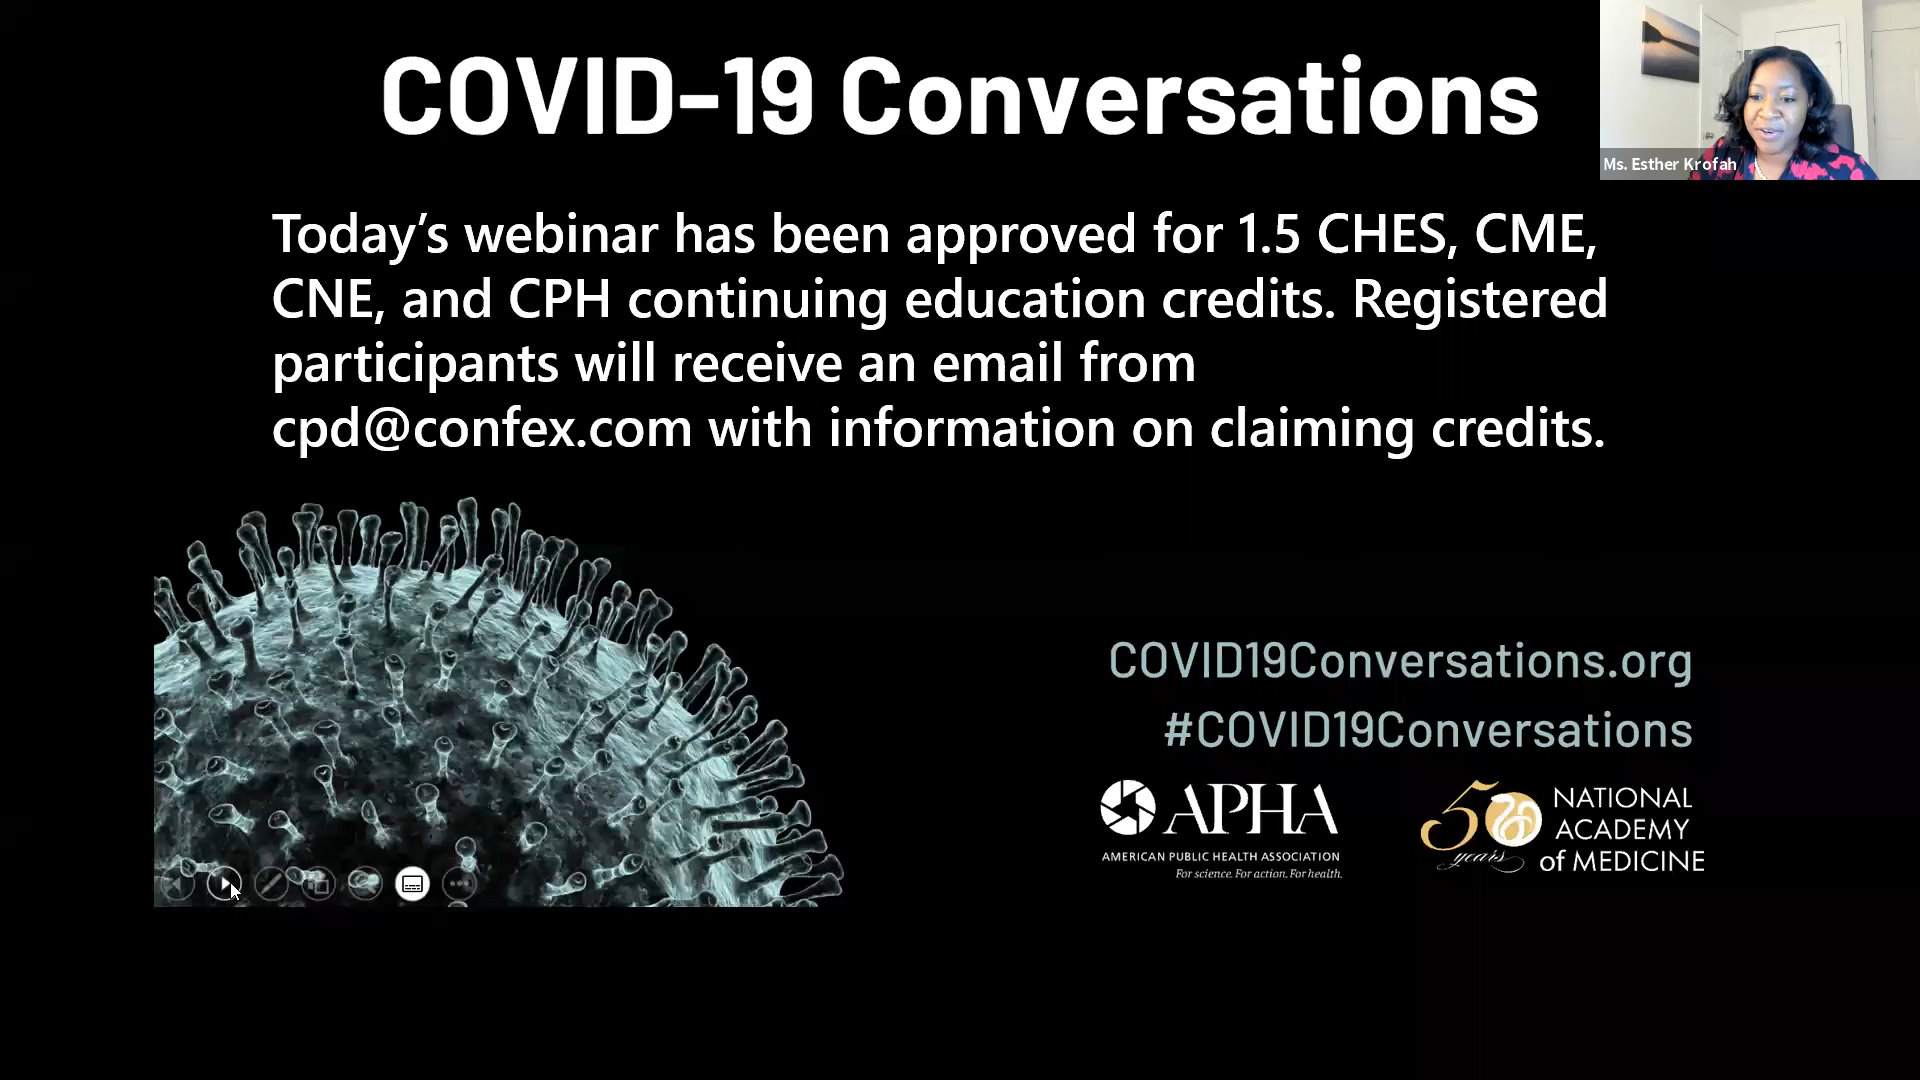 COVID-19 Conversations
Ms. Esther Krofah
Today’s webinar has been approved for 1.5 CHES, CME,
CNE, and CPH continuing education credits. Registered
participants will receive an email from
cpd@confex.com with information on claiming credits.
COVID19Conversations.org
#COVID19Conversations
APHA
AMERICAN PUBLIC HEALTH ASSOCIATION
For science. For action. For health.
50 years
NATIONAL
ACADEMY
of MEDICINE